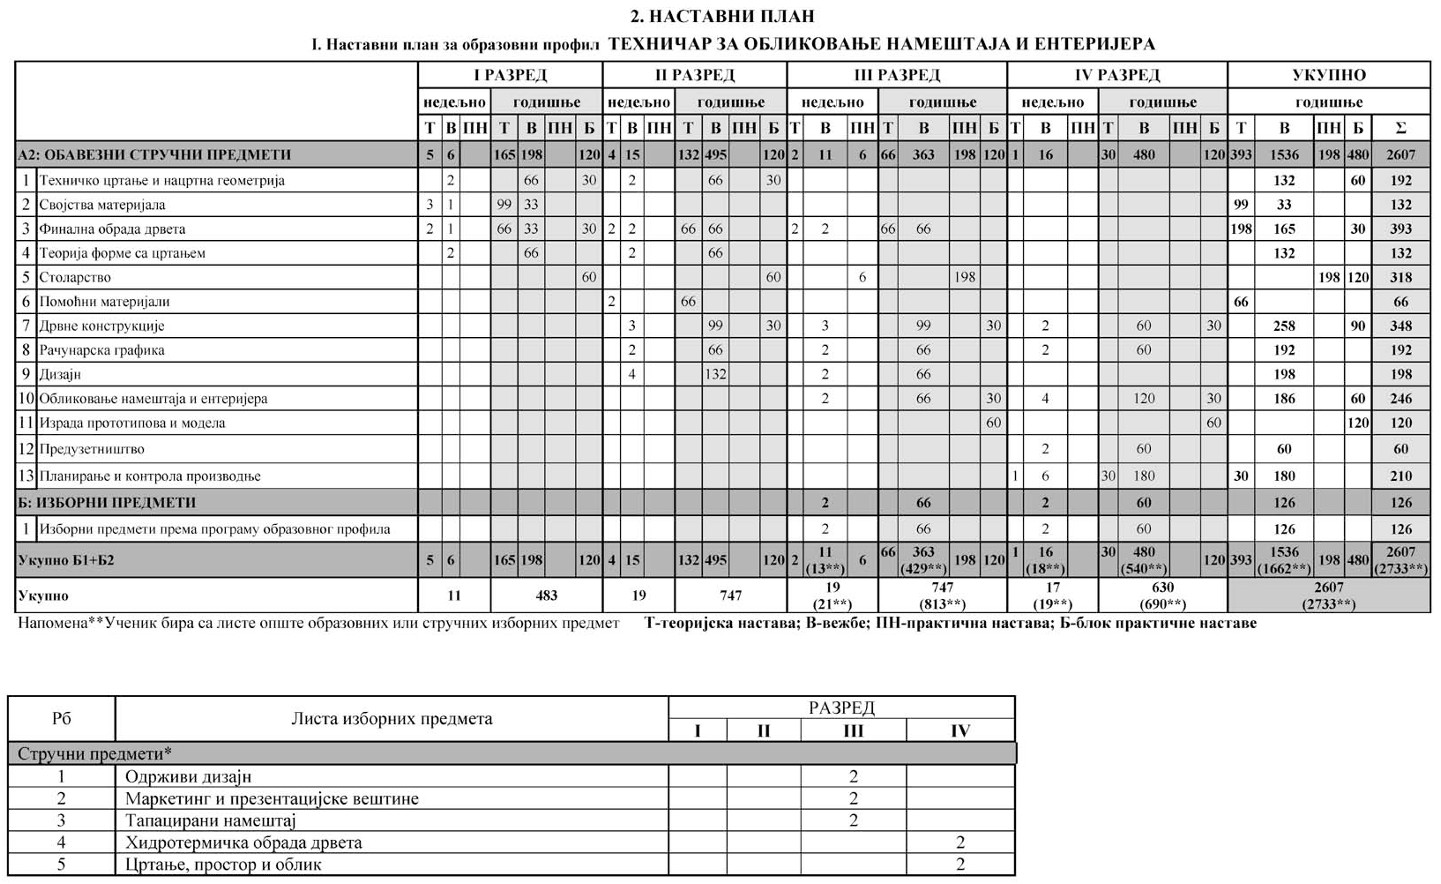 2. НАСТАВНИ ПЛАН
I. Наставни план за образовни профил ТЕХНИЧАР ЗА ОБЛИКОВАЊЕ НАМЕШТАЈА И ЕНТЕРИЈЕРА
I РАЗРЕД II РАЗРЕД III РАЗРЕД IV РАЗРЕД УКУПНО
недељно годишње недељно годишње недељно годишње недељно годишње годишње
Т В ПН Т В ПН Б Т В ПН Т В ПН Б Т В ПН Т В ПН Б Т В ПН Т В ПН Б Т В ПН Б Σ
А2: ОБАВЕЗНИ СТРУЧНИ ПРЕДМЕТИ 5 6 165 198 120 4 15 132 495 120 2 11 6 66 363 198 120 1 16 30 480 120 393 1536 198 480 2607
1 Техничко цртање и нацртна геометрија 2 66 30 2 66 30 132 60 192
2 Својства материјала 3 1 99 33 99 33 132
3 Финална обрада дрвета 2 1 66 33 30 2 2 66 66 2 2 66 66 198 165 30 393
4 Теорија форме са цртањем 2 66 2 66 132 132
5 Столарство 60 60 6 198 198 120 318
6 Помоћни материјали 2 66 66 66
7 Дрвне конструкције 3 99 30 3 99 30 2 60 30 258 90 348
8 Рачунарска графика 2 66 2 66 2 60 192 192
9 Дизајн 4 132 2 66 198 198
10 Обликовање намештаја и ентеријера 2 66 30 4 120 30 186 60 246
11 Израда прототипова и модела 60 60 120 120
12 Предузетништво 2 60 60 60
13 Планирање и контрола производње 1 6 30 180 30 180 210
Б: ИЗБОРНИ ПРЕДМЕТИ 2 66 2 60 126 126
1 Изборни предмети према програму образовног профила 2 66 2 60 126 126
Укупно Б1+Б2 5 6 165 198 120 4 15 132 495 120 2 11 (13**) 6 66 363 (429**) 198 120 1 16 (18**) 30 480 (540**) 120 393 1536 (1662**) 198 480 2607 (2733**)
Укупно 11 483 19 747 19 (21**) 747 (813**) 17 (19**) 630 (690**) 2607 (2733**)
Напомена**Ученик бира са листе опште образовних или стручних изборних предмет Т-теоријска настава; В-вежбе; ПН-практична настава; Б-блок практичне наставе
Рб Листа изборних предмета РАЗРЕД
I II III IV
Стручни предмети*
1 Одрживи дизајн 2
2 Маркетинг и презентацијске вештине 2
3 Тапацирани намештај 2
4 Хидротермичка обрада дрвета 2
5 Цртање, простор и облик 2